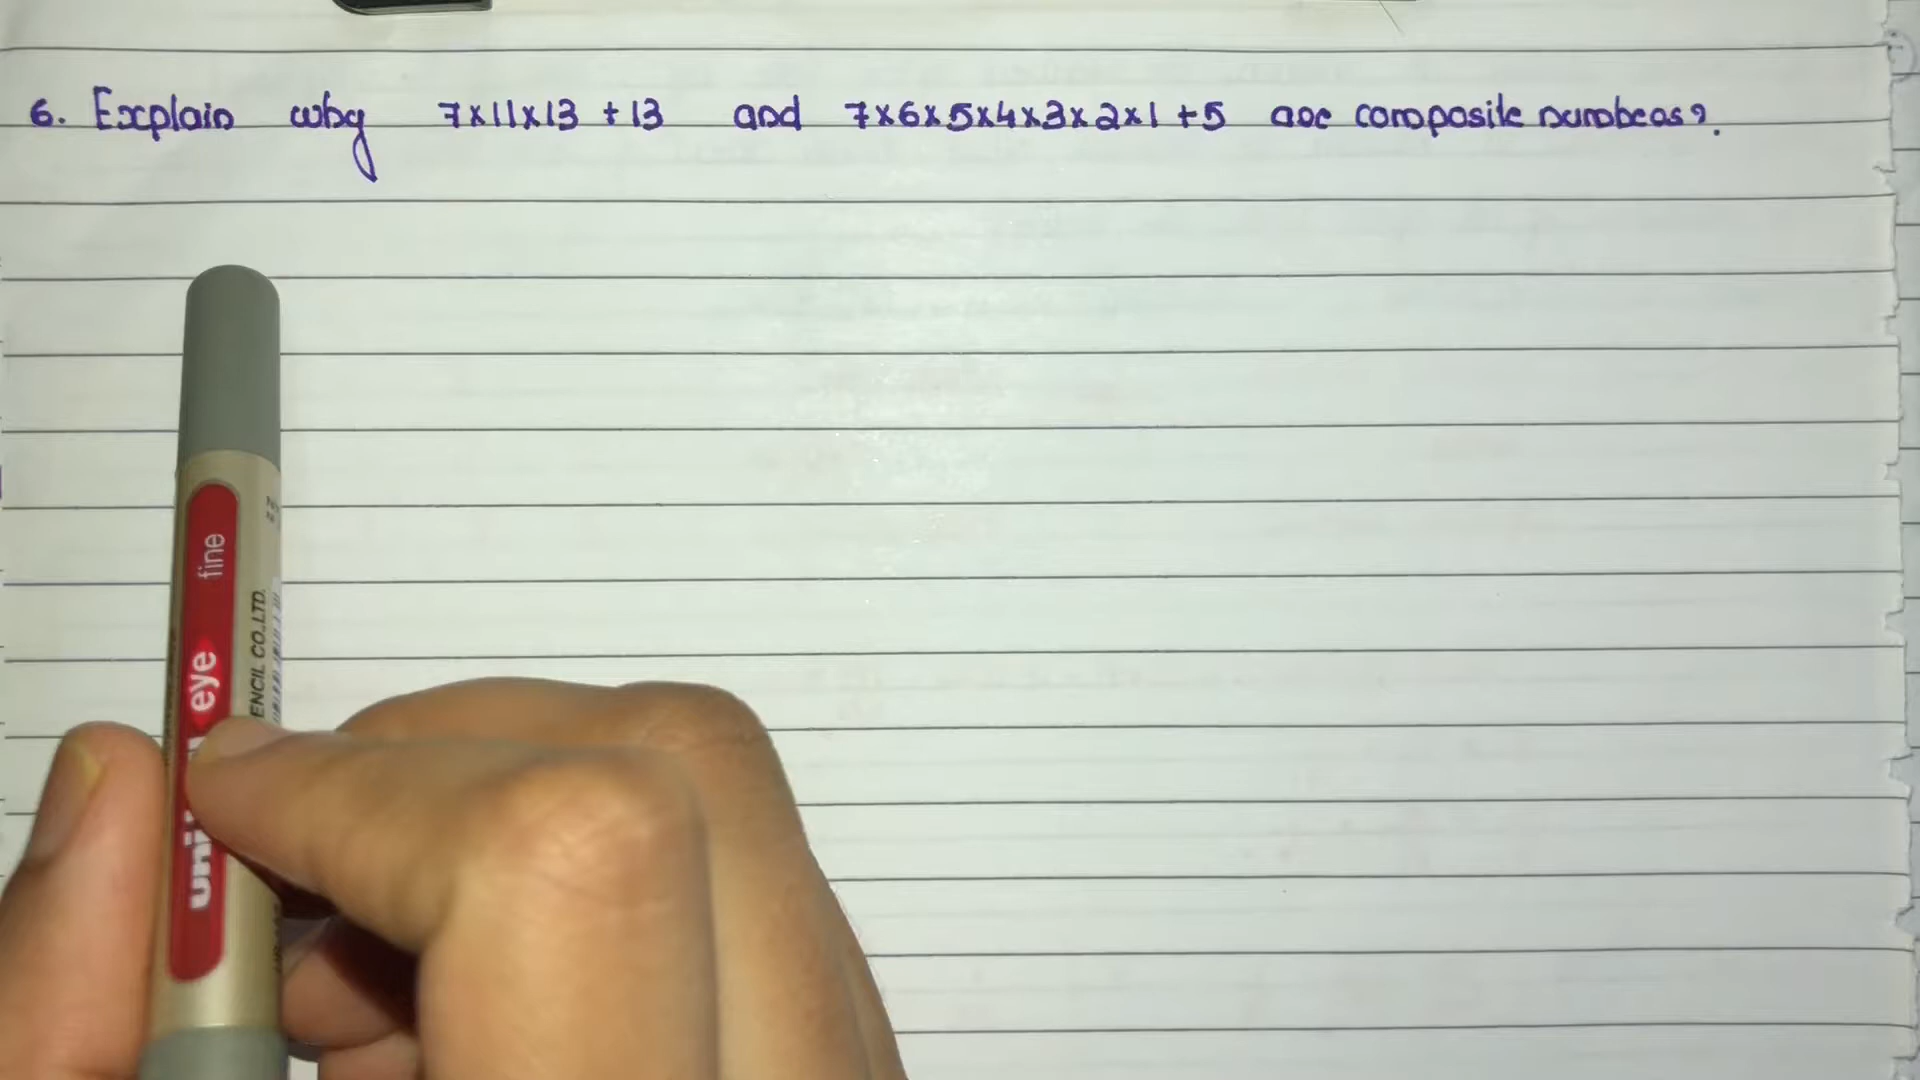 6. Explain why 7×11×13 +13 and 7×6×5×4×3×2×1 +5 are composite numbers?.
fine
eye
ENCIL CO.,LTD.
uni